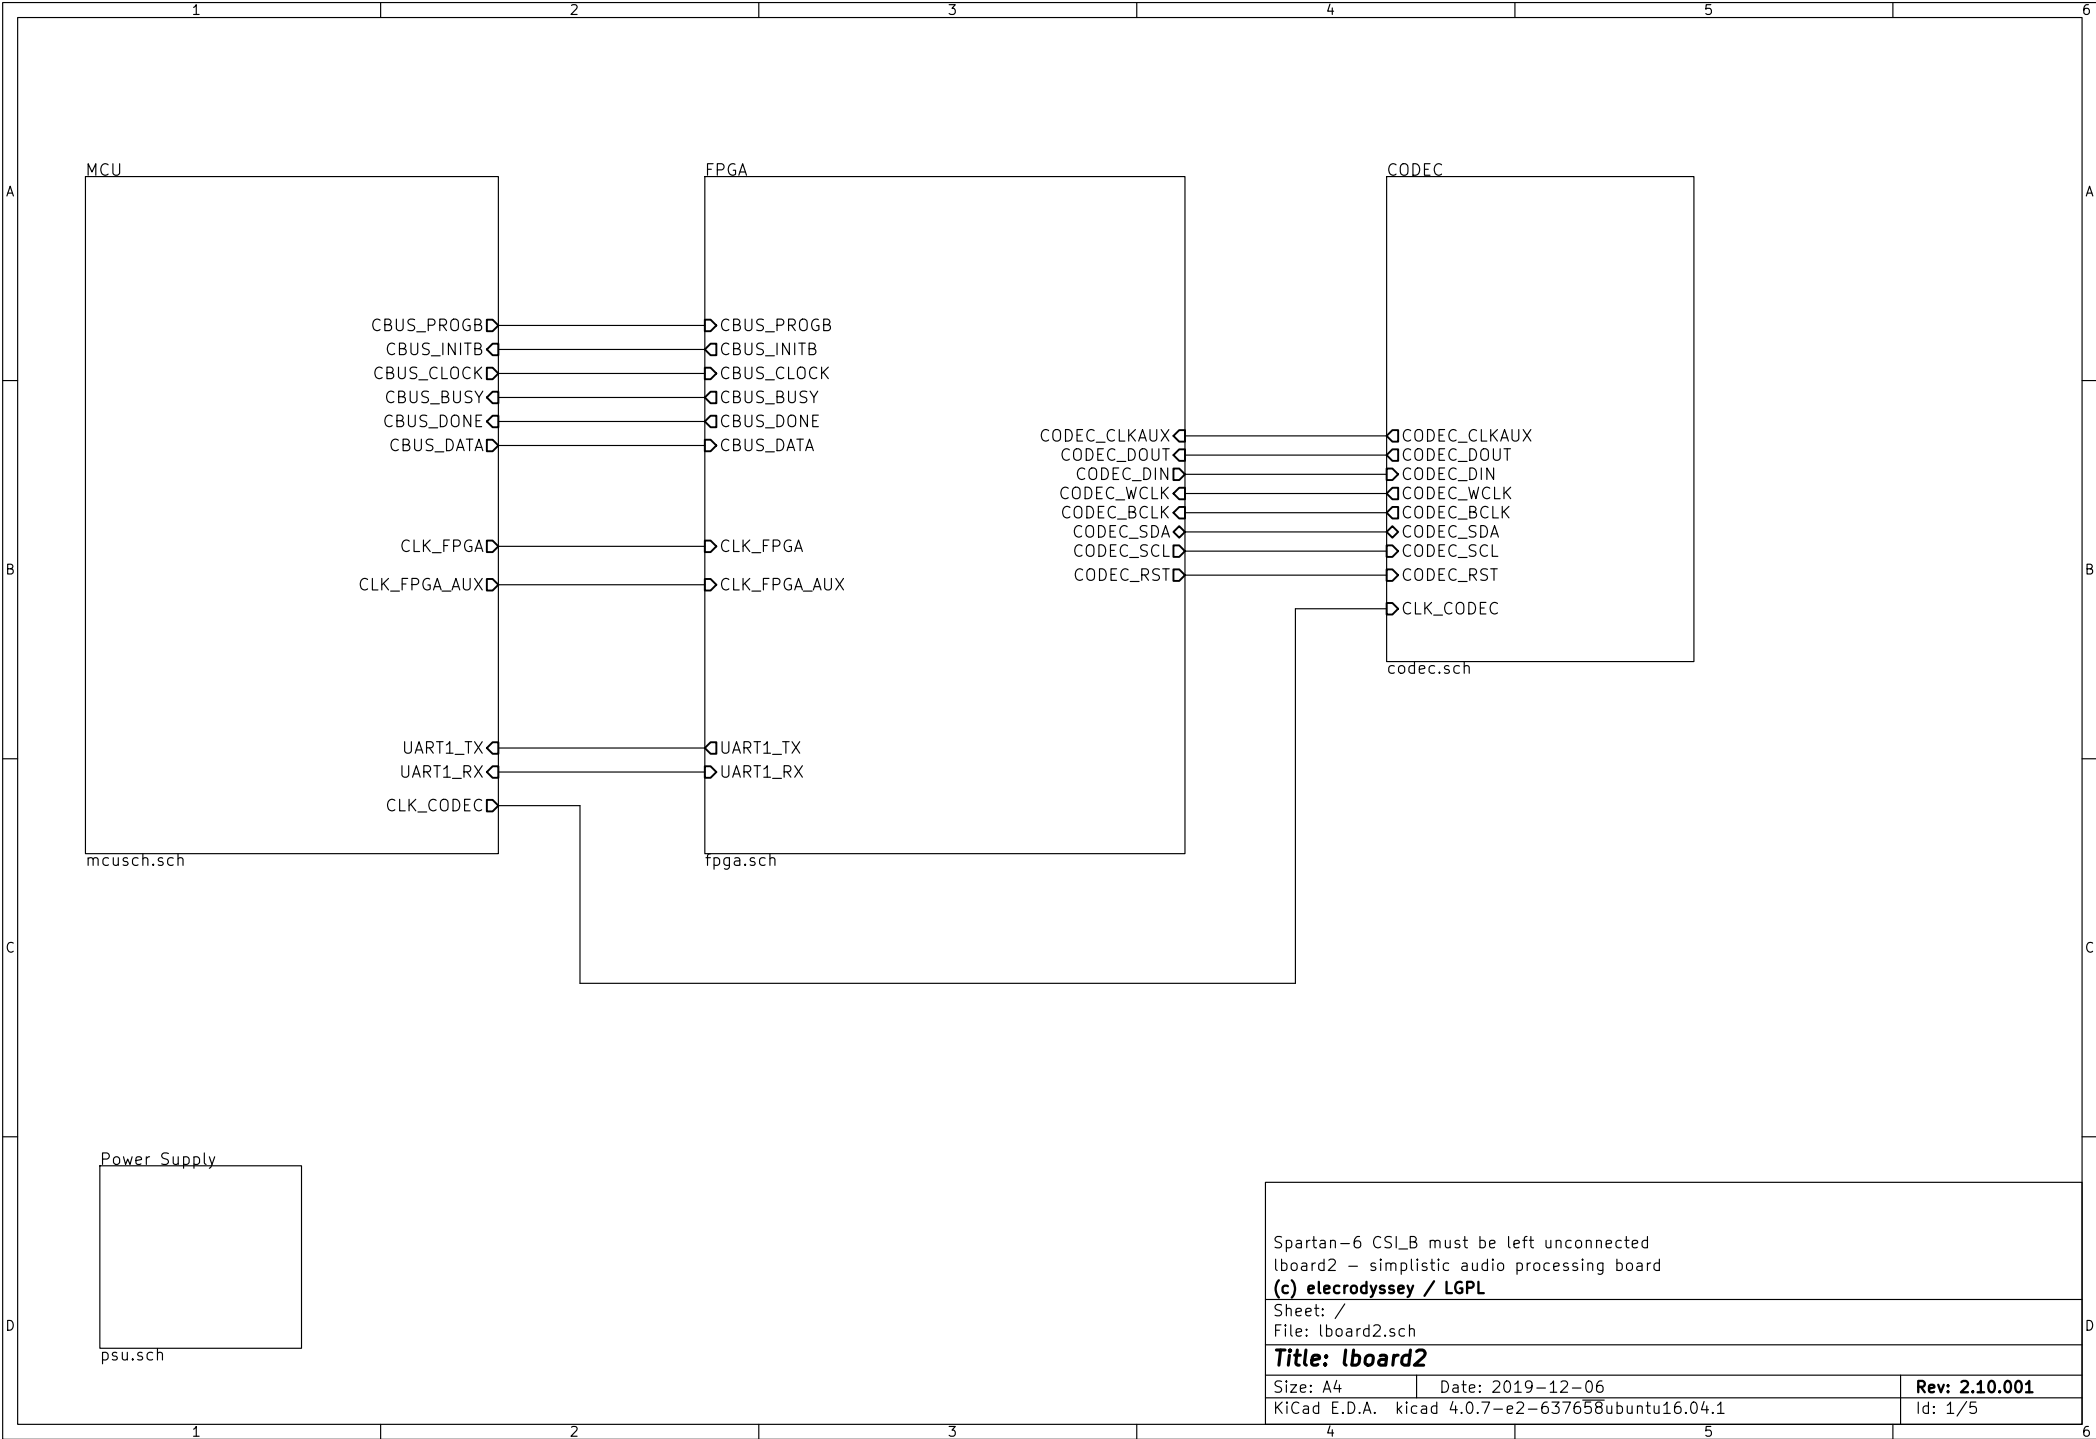 1 2 3 4 5 6
MCU FPGA CODEC
A A
CBUS_PROGB CBUS_PROGB
CBUS_INITB CBUS_INITB
CBUS_CLOCK CBUS_CLOCK
CBUS_BUSY CBUS_BUSY
CBUS_DONE CBUS_DONE
CODEC_CLKAUX CODEC_CLKAUX
CBUS_DATA CBUS_DATA
CODEC_DOUT CODEC_DOUT
CODEC_DIN CODEC_DIN
CODEC_WCLK CODEC_WCLK
CODEC_BCLK CODEC_BCLK
CODEC_SDA CODEC_SDA
CLK_FPGA CLK_FPGA
CODEC_SCL CODEC_SCL
B B
CODEC_RST CODEC_RST
CLK_FPGA_AUX CLK_FPGA_AUX
CLK_CODEC
codec.sch
UART1_TX UART1_TX
UART1_RX UART1_RX
CLK_CODEC
mcusch.sch fpga.sch
C C
Power Supply
psu.sch
Spartan-6 CSI_B must be left unconnected
lboard2 - simplistic audio processing board
(c) elecrodyssey / LGPL
Sheet: /
File: lboard2.sch
D D
Title: lboard2
Size: A4 Date: 2019-12-06 Rev: 2.10.001
KiCad E.D.A. kicad 4.0.7-e2-637658ubuntu16.04.1 Id: 1/5
1 2 3 4 5 6